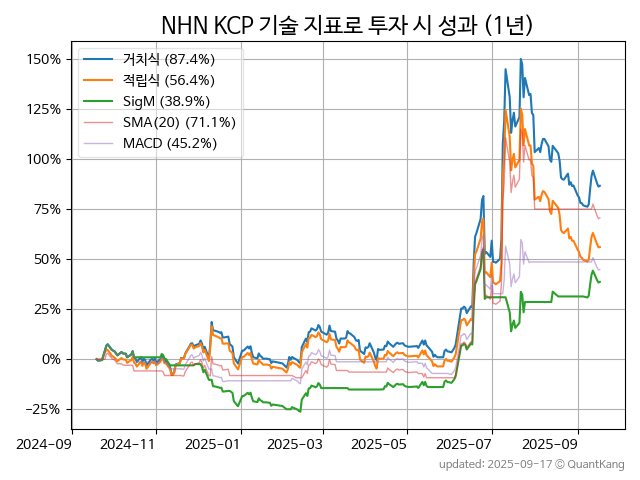 NHN KCP 기술 지표로 투자 시 성과 (1년)
거치식 (87.4%)
적립식 (56.4%)
SigM (38.9%)
SMA(20) (71.1%)
MACD (45.2%)
150%
125%
100%
75%
50%
25%
0%
−25%
2024-09 2024-11 2025-01 2025-03 2025-05 2025-07 2025-09
updated: 2025-09-17 ⓒ QuantKang